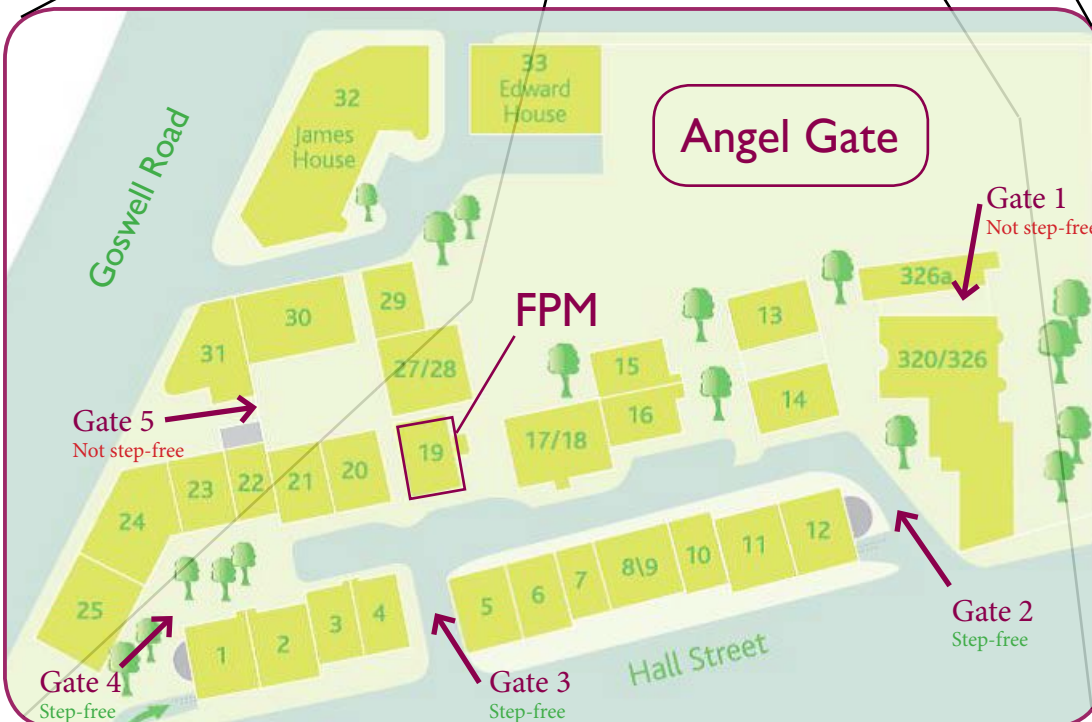 33
Edward
House
32
James
House
Angel Gate
Goswell Road
Gate 1
Not step-free
326a
29
30
FPM
13
31
27/28
15
320/326
14
Gate 5
Not step-free
16
17/18
19
20
21
22
23
24
12
11
10
8\9
7
6
5
25
4
3
2
1
Gate 2
Step-free
Hall Street
Gate 4
Step-free
Gate 3
Step-free